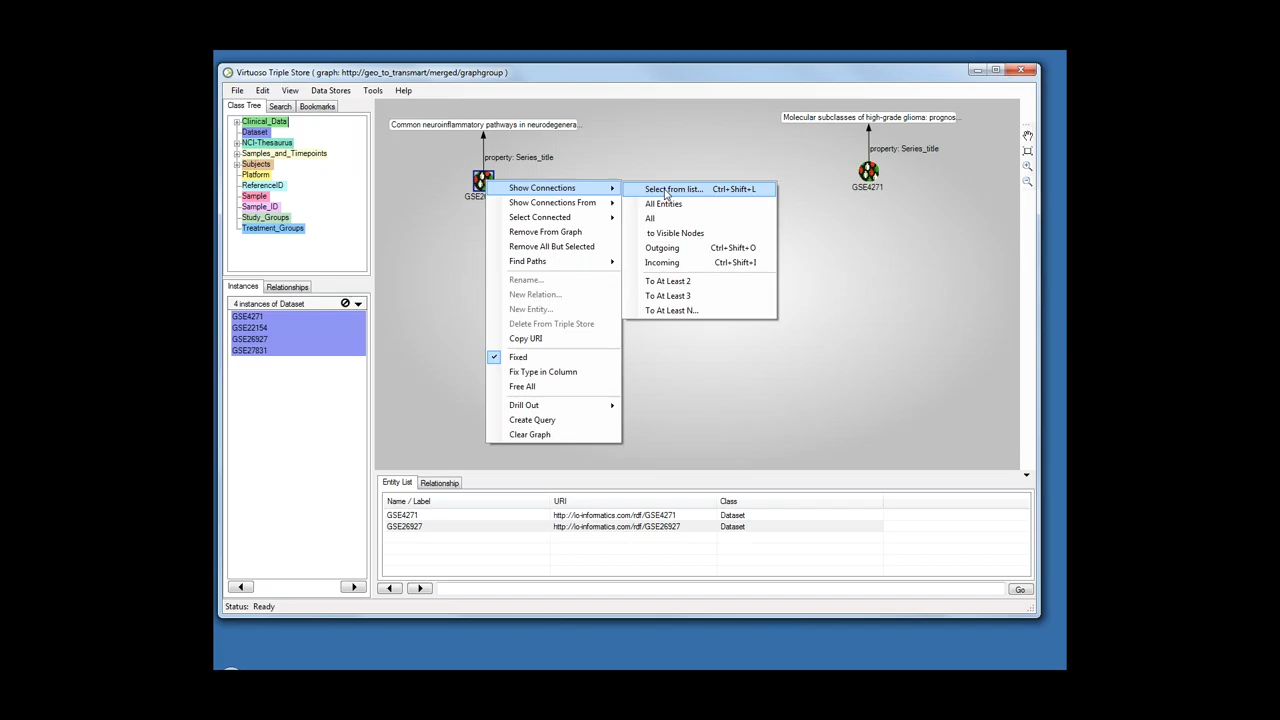 Virtuoso Triple Store ( graph: http://geo_to_transmart/merged/graphgroup )
File Edit View Data Stores Tools Help
Class Tree Search Bookmarks
Clinical_Data
Dataset
NCI-Thesaurus
Samples_and_Timepoints
Subjects
Platform
ReferenceID
Sample
Sample_ID
Study_Groups
Treatment_Groups
Instances Relationships
4 instances of Dataset
GSE4271
GSE22154
GSE26927
GSE27831
Common neuroinflammatory pathways in neurodegenera...
property: Series_title
Molecular subclasses of high-grade glioma: prognos...
property: Series_title
GSE4271
Show Connections
Show Connections From
Select Connected
Remove From Graph
Remove All But Selected
Find Paths
Rename...
New Relation...
New Entity...
Delete From Triple Store
Copy URI
Fixed
Fix Type in Column
Free All
Drill Out
Create Query
Clear Graph
Select from list... Ctrl+Shift+L
All Entities
All
to Visible Nodes
Outgoing Ctrl+Shift+O
Incoming Ctrl+Shift+I
To At Least 2
To At Least 3
To At Least N...
Entity List Relationship
Name / Label URI Class
GSE4271 http://io-informatics.com/rdf/GSE4271 Dataset
GSE26927 http://io-informatics.com/rdf/GSE26927 Dataset
Go
Status: Ready